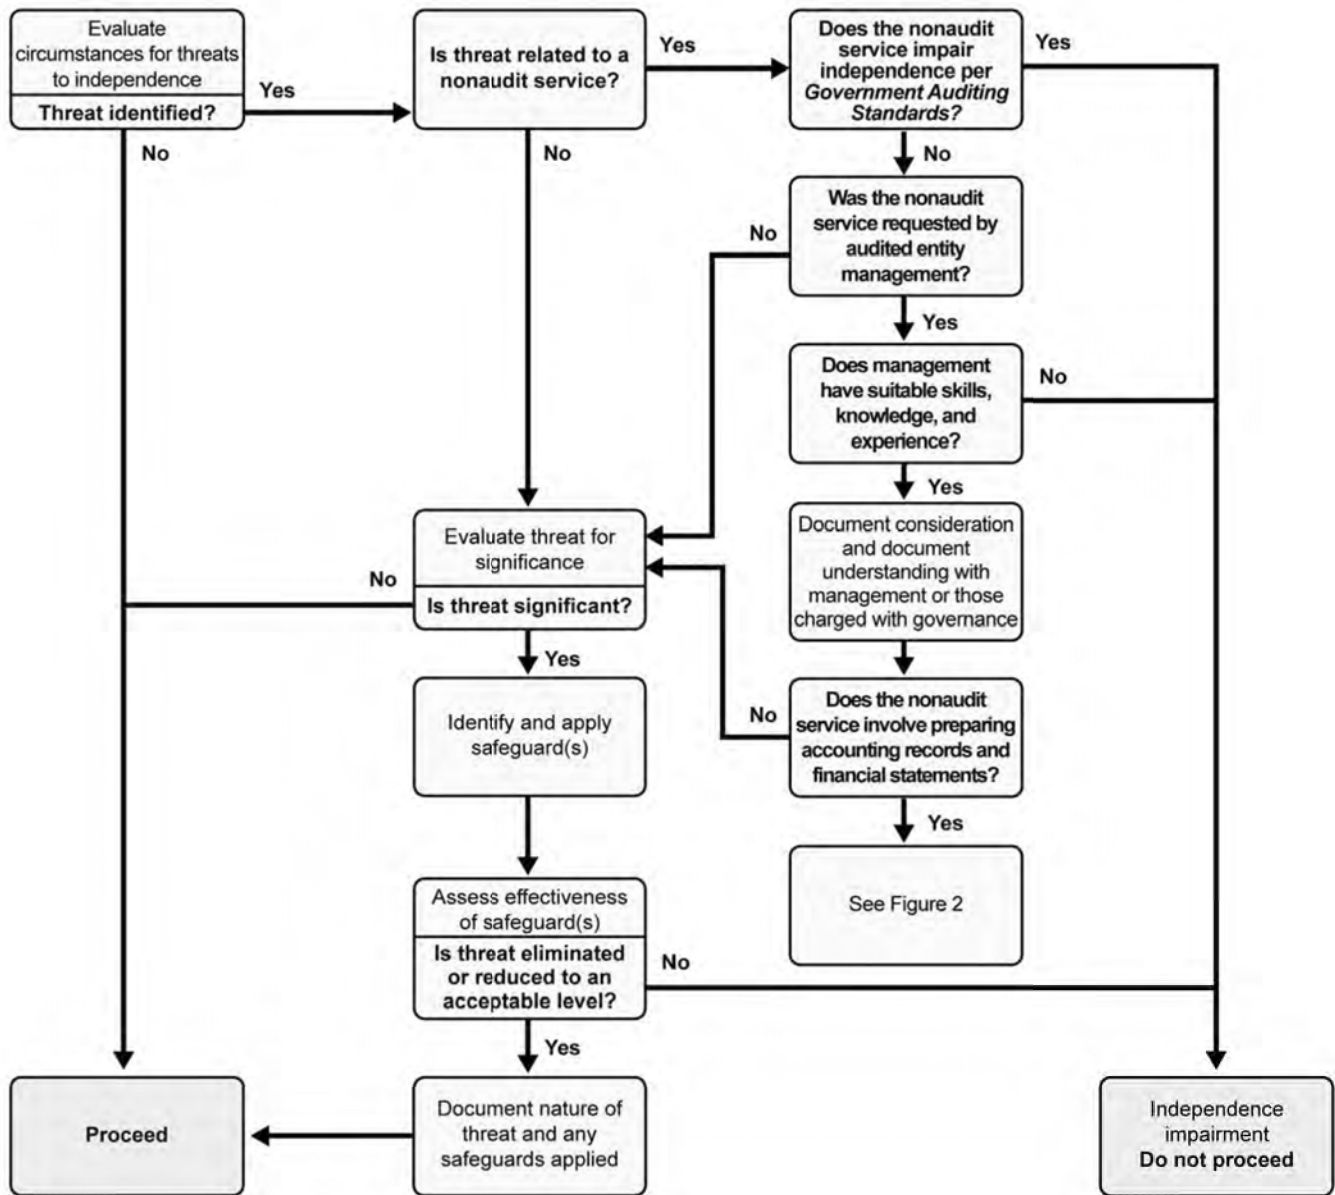 Evaluate
circumstances for threats
to independence
Threat identified?
Yes
No
Is threat related to a
nonaudit service?
Yes
No
Does the nonaudit
service impair
independence per
Government Auditing
Standards?
Yes
No
Was the nonaudit
service requested by
audited entity
management?
No
Yes
Does management
have suitable skills,
knowledge, and
experience?
No
Yes
Document consideration
and document
understanding with
management or those
charged with governance
Does the nonaudit
service involve preparing
accounting records and
financial statements?
No
Yes
See Figure 2
Evaluate threat for
significance
Is threat significant?
No
Yes
Identify and apply
safeguard(s)
Assess effectiveness
of safeguard(s)
Is threat eliminated
or reduced to an
acceptable level?
No
Yes
Document nature of
threat and any
safeguards applied
Proceed
Independence
impairment
Do not proceed